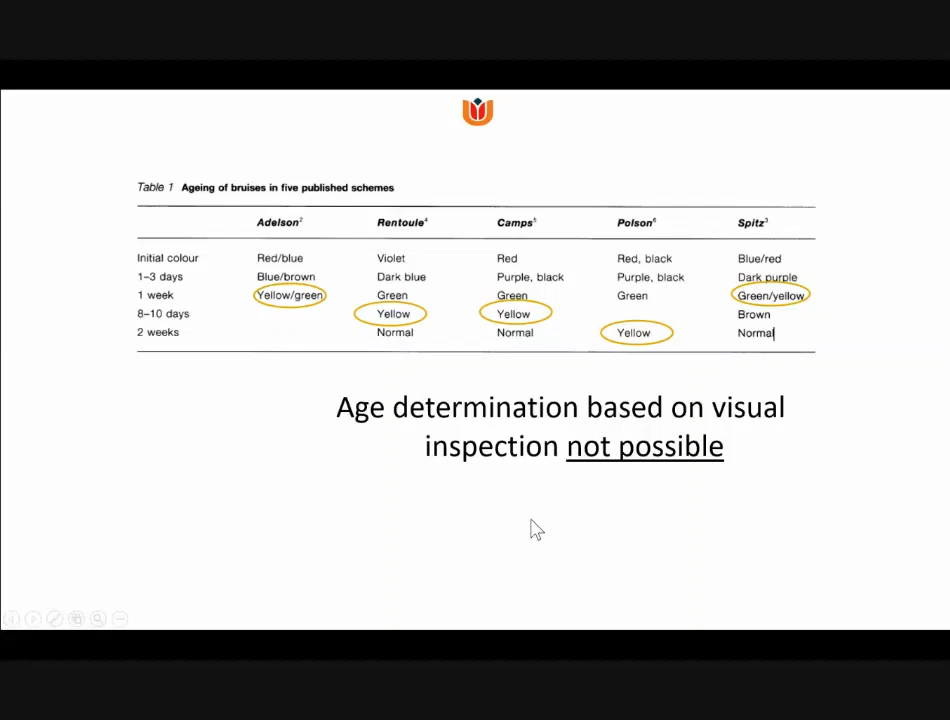 Table 1 Ageing of bruises in five published schemes
Adelson² Rentoule⁴ Camps⁵ Polson⁶ Spitz³
Initial colour Red/blue Violet Red Red, black Blue/red
1–3 days Blue/brown Dark blue Purple, black Purple, black Dark purple
1 week Yellow/green Green Green Green Green/yellow
8–10 days Yellow Yellow Brown
2 weeks Normal Normal Yellow Normal
Age determination based on visual
inspection not possible